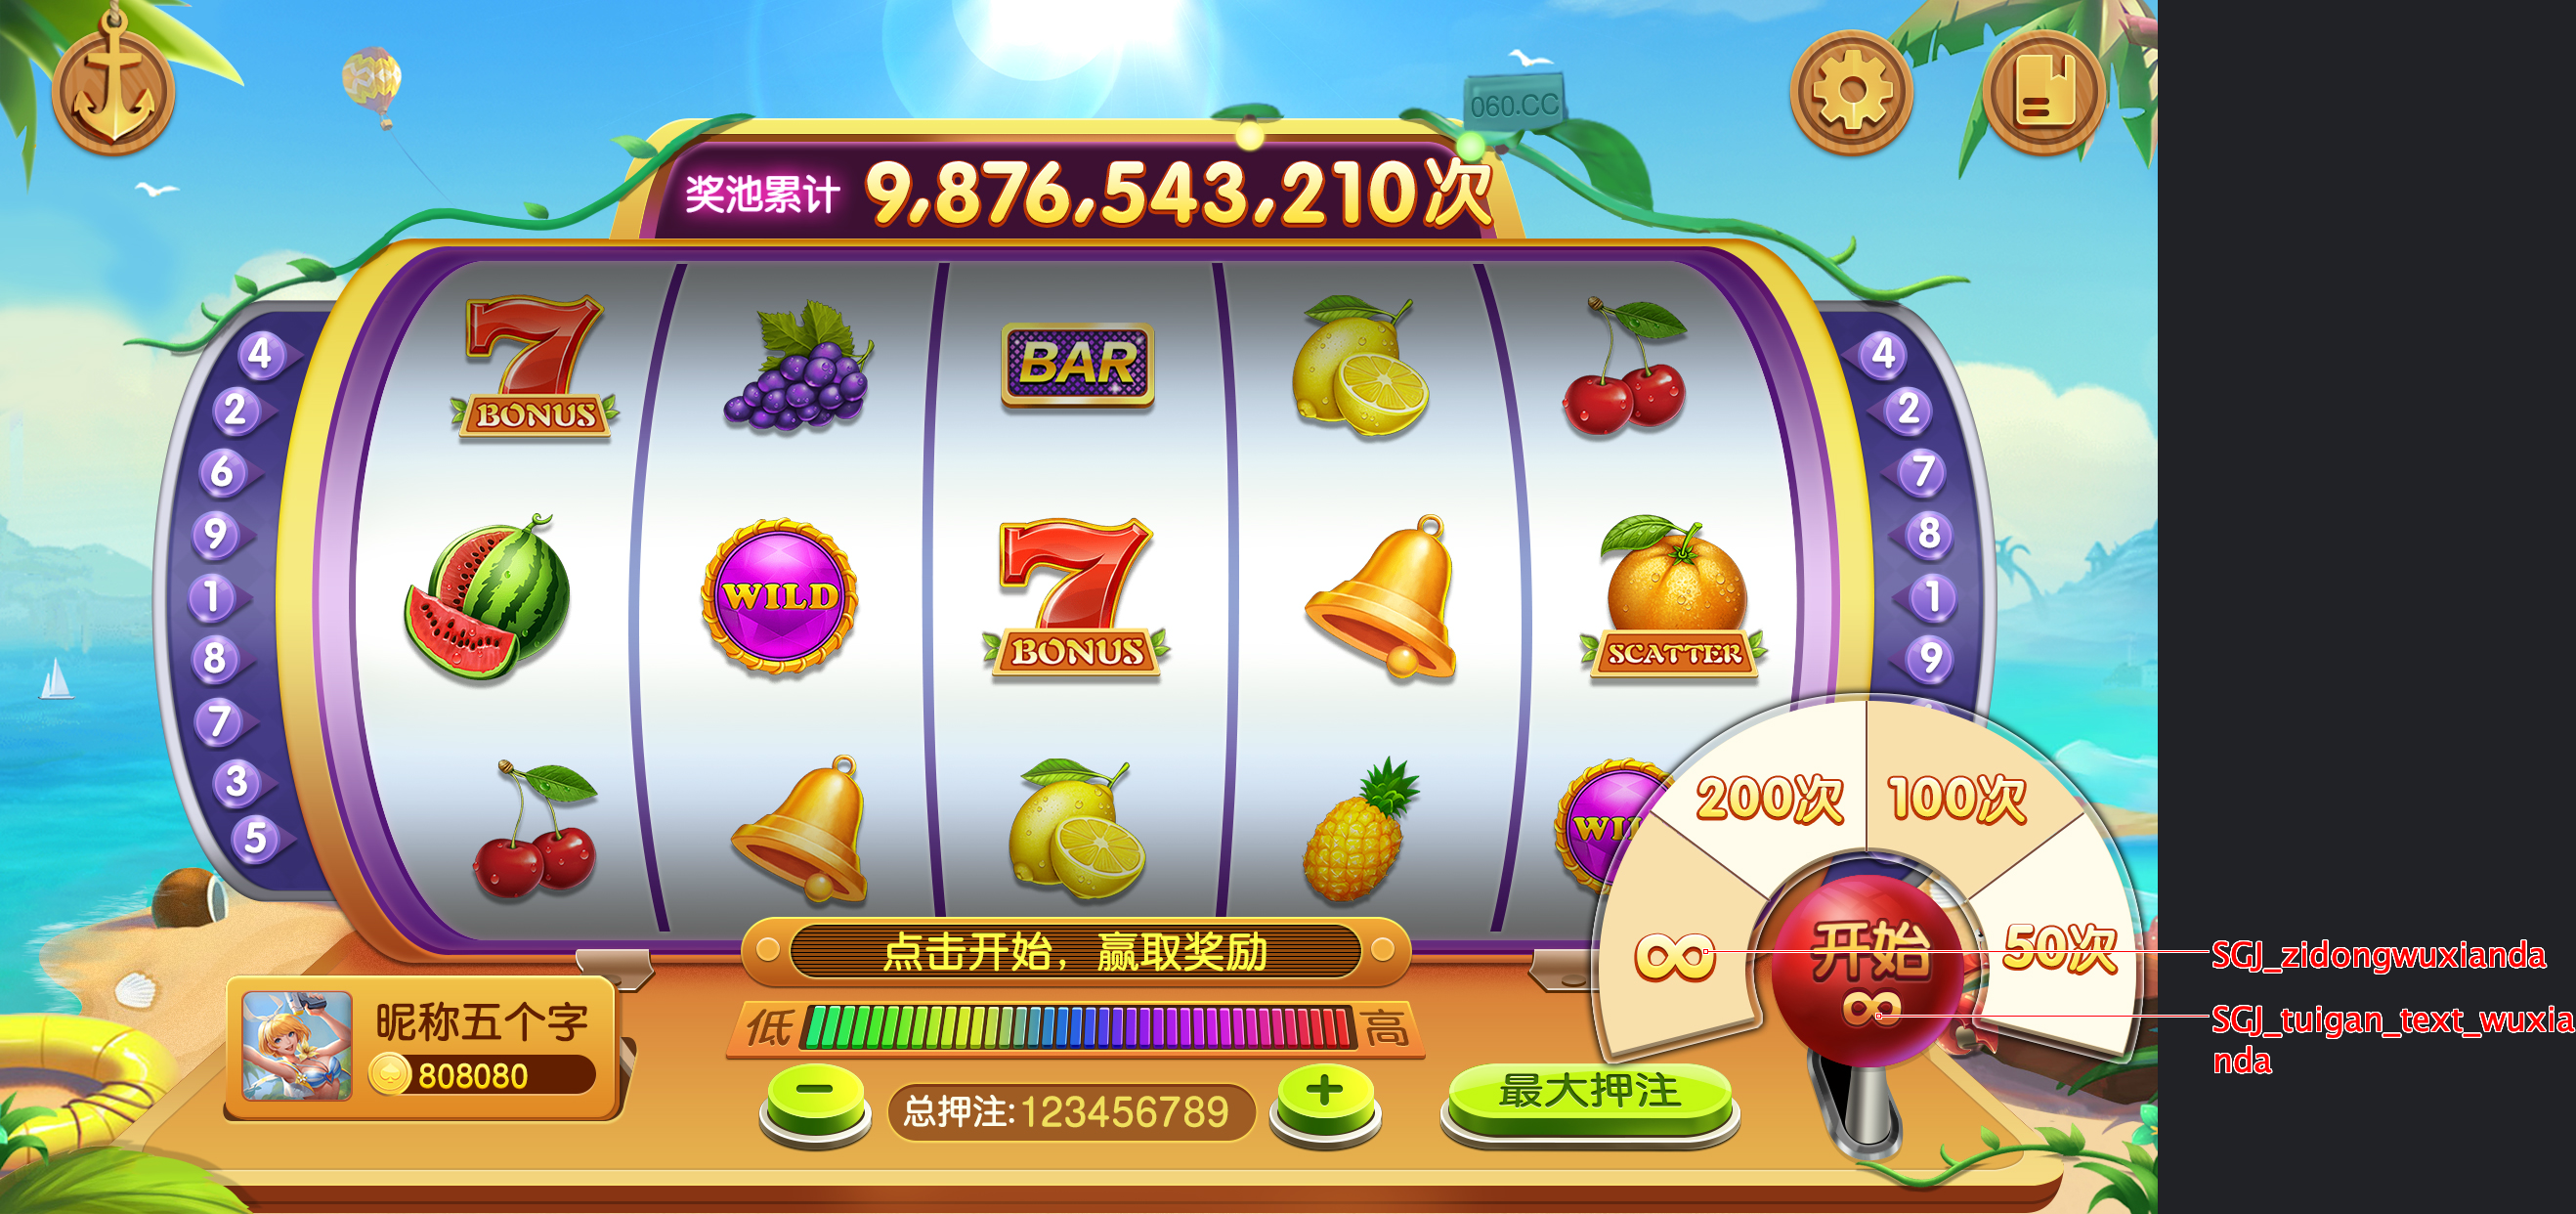 060.CC
奖池累计 9,876,543,210次
BONUS
BAR
4
2
6
9
1
8
7
3
5
4
2
7
8
1
9
WILD
BONUS
SCATTER
WI
200次
100次
∞
50次
开始
∞
SGJ_zidongwuxianda
SGJ_tuigan_text_wuxia
nda
点击开始，赢取奖励
昵称五个字
808080
低
高
总押注:123456789
最大押注